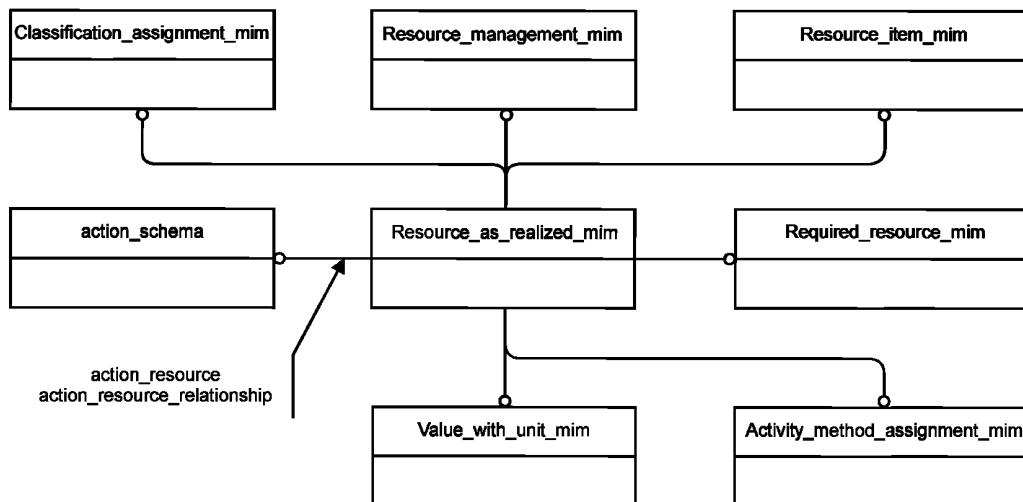 Classification_assignment_mim
Resource_management_mim
Resource_item_mim
action_schema
Resource_as_realized_mim
Required_resource_mim
action_resource
action_resource_relationship
Value_with_unit_mim
Activity_method_assignment_mim